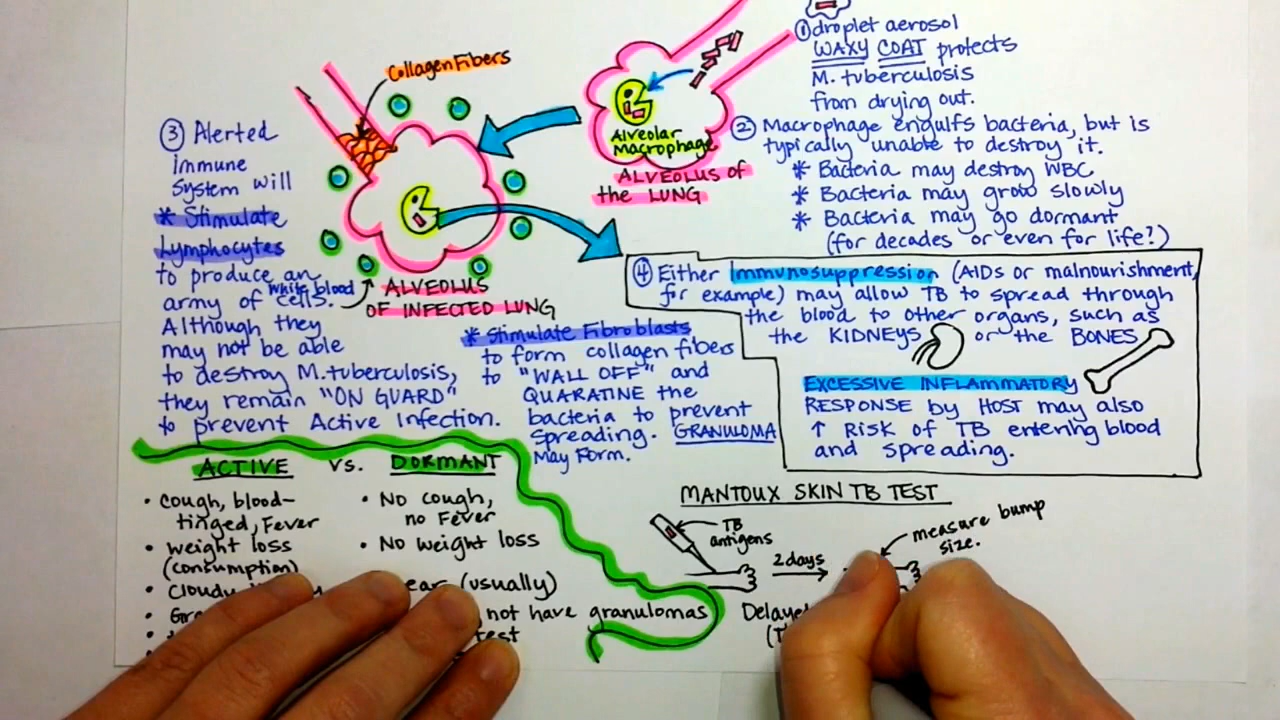 Collagen Fibers
① droplet aerosol
WAXY COAT protects
M. tuberculosis
from drying out.
② Macrophage engulfs bacteria, but is
typically unable to destroy it.
* Bacteria may destroy WBC
* Bacteria may grow slowly
* Bacteria may go dormant
(for decades or even for life?)
Alveolar
Macrophage
ALVEOLUS of
the LUNG
③ Alerted
immune
System will
* Stimulate
Lymphocytes
to produce an
army of white blood cells.
Although they
may not be able
to destroy M. tuberculosis,
they remain "ON GUARD"
to prevent Active Infection.
ALVEOLUS
OF INFECTED LUNG
* Stimulate Fibroblasts
to form collagen fibers
to "WALL OFF" and
QUARATINE the
bacteria to prevent
spreading. GRANULOMA
May Form.
④ Either Immunosuppression (AIDs or malnourishment,
for example) may allow TB to spread through
the blood to other organs, such as
the KIDNEYS or the BONES
EXCESSIVE INFLAMMATORY
RESPONSE by HOST may also
↑ RISK of TB entering blood
and spreading.
ACTIVE vs. DORMANT
• cough, blood-
tinged, Fever
• weight loss
(consumption)
• Cloudy
• No cough,
no Fever
• No weight loss
(usually)
not have granulomas
test
MANTOUX SKIN TB TEST
TB
antigens
2 days
measure bump
size.